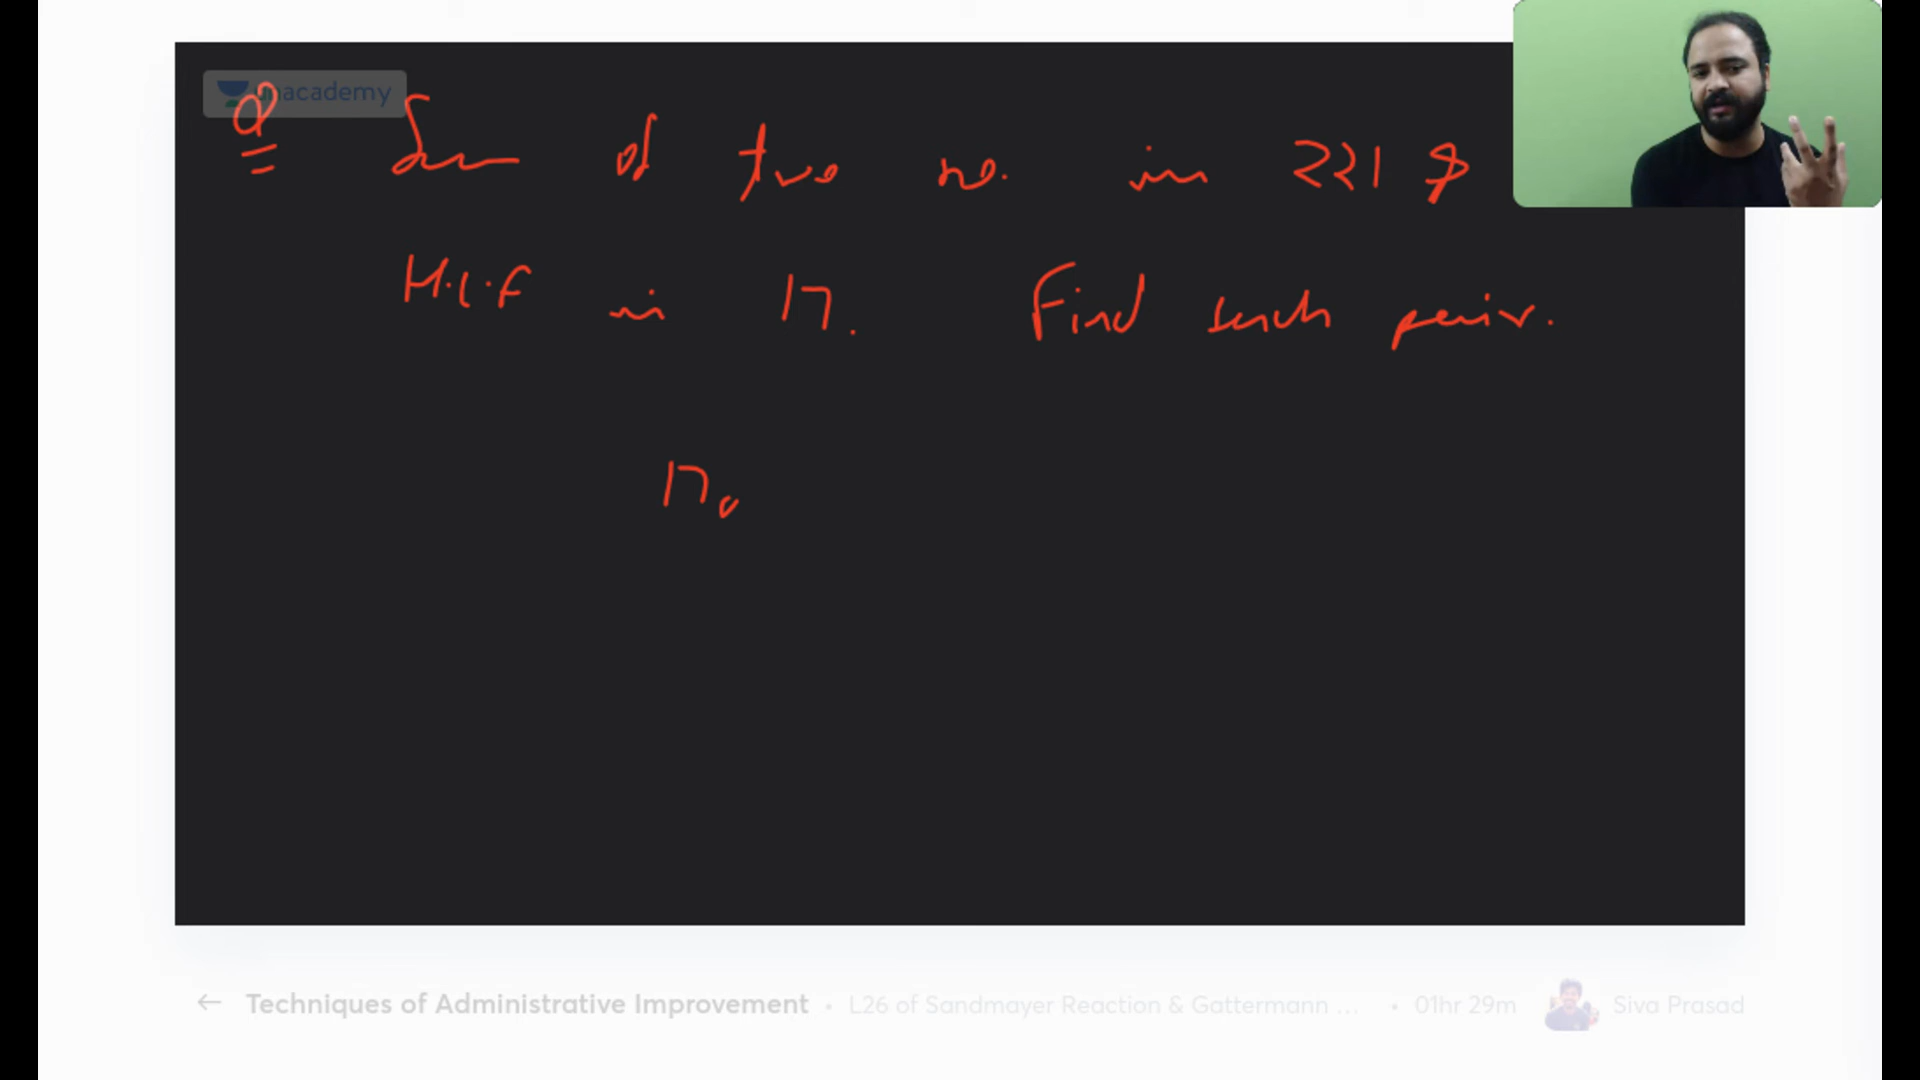 unacademy
Q Sum of two no. is 221 &
H.C.F is 17. Find such pair.
17a
← Techniques of Administrative Improvement • L26 of Sandmayer Reaction & Gattermann ... • 01hr 29m Siva Prasad